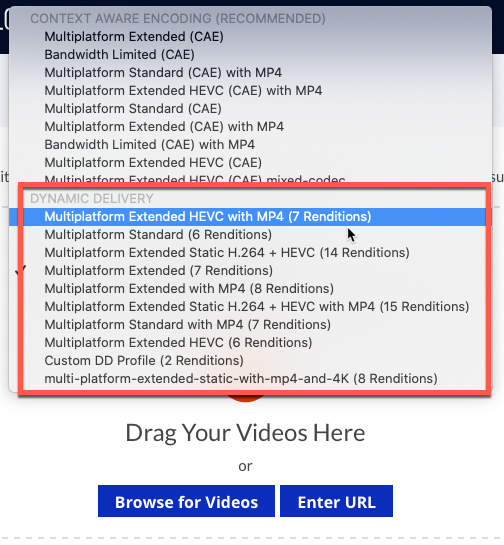 CONTEXT AWARE ENCODING (RECOMMENDED)
Multiplatform Extended (CAE)
Bandwidth Limited (CAE)
Multiplatform Standard (CAE) with MP4
Multiplatform Extended HEVC (CAE) with MP4
Multiplatform Standard (CAE)
Multiplatform Extended (CAE) with MP4
Bandwidth Limited (CAE) with MP4
Multiplatform Extended HEVC (CAE)
Multiplatform Extended HEVC (CAE) mixed-codec
DYNAMIC DELIVERY
Multiplatform Extended HEVC with MP4 (7 Renditions)
Multiplatform Standard (6 Renditions)
Multiplatform Extended Static H.264 + HEVC (14 Renditions)
Multiplatform Extended (7 Renditions)
Multiplatform Extended with MP4 (8 Renditions)
Multiplatform Extended Static H.264 + HEVC with MP4 (15 Renditions)
Multiplatform Standard with MP4 (7 Renditions)
Multiplatform Extended HEVC (6 Renditions)
Custom DD Profile (2 Renditions)
multi-platform-extended-static-with-mp4-and-4K (8 Renditions)
Drag Your Videos Here
or
Browse for Videos Enter URL